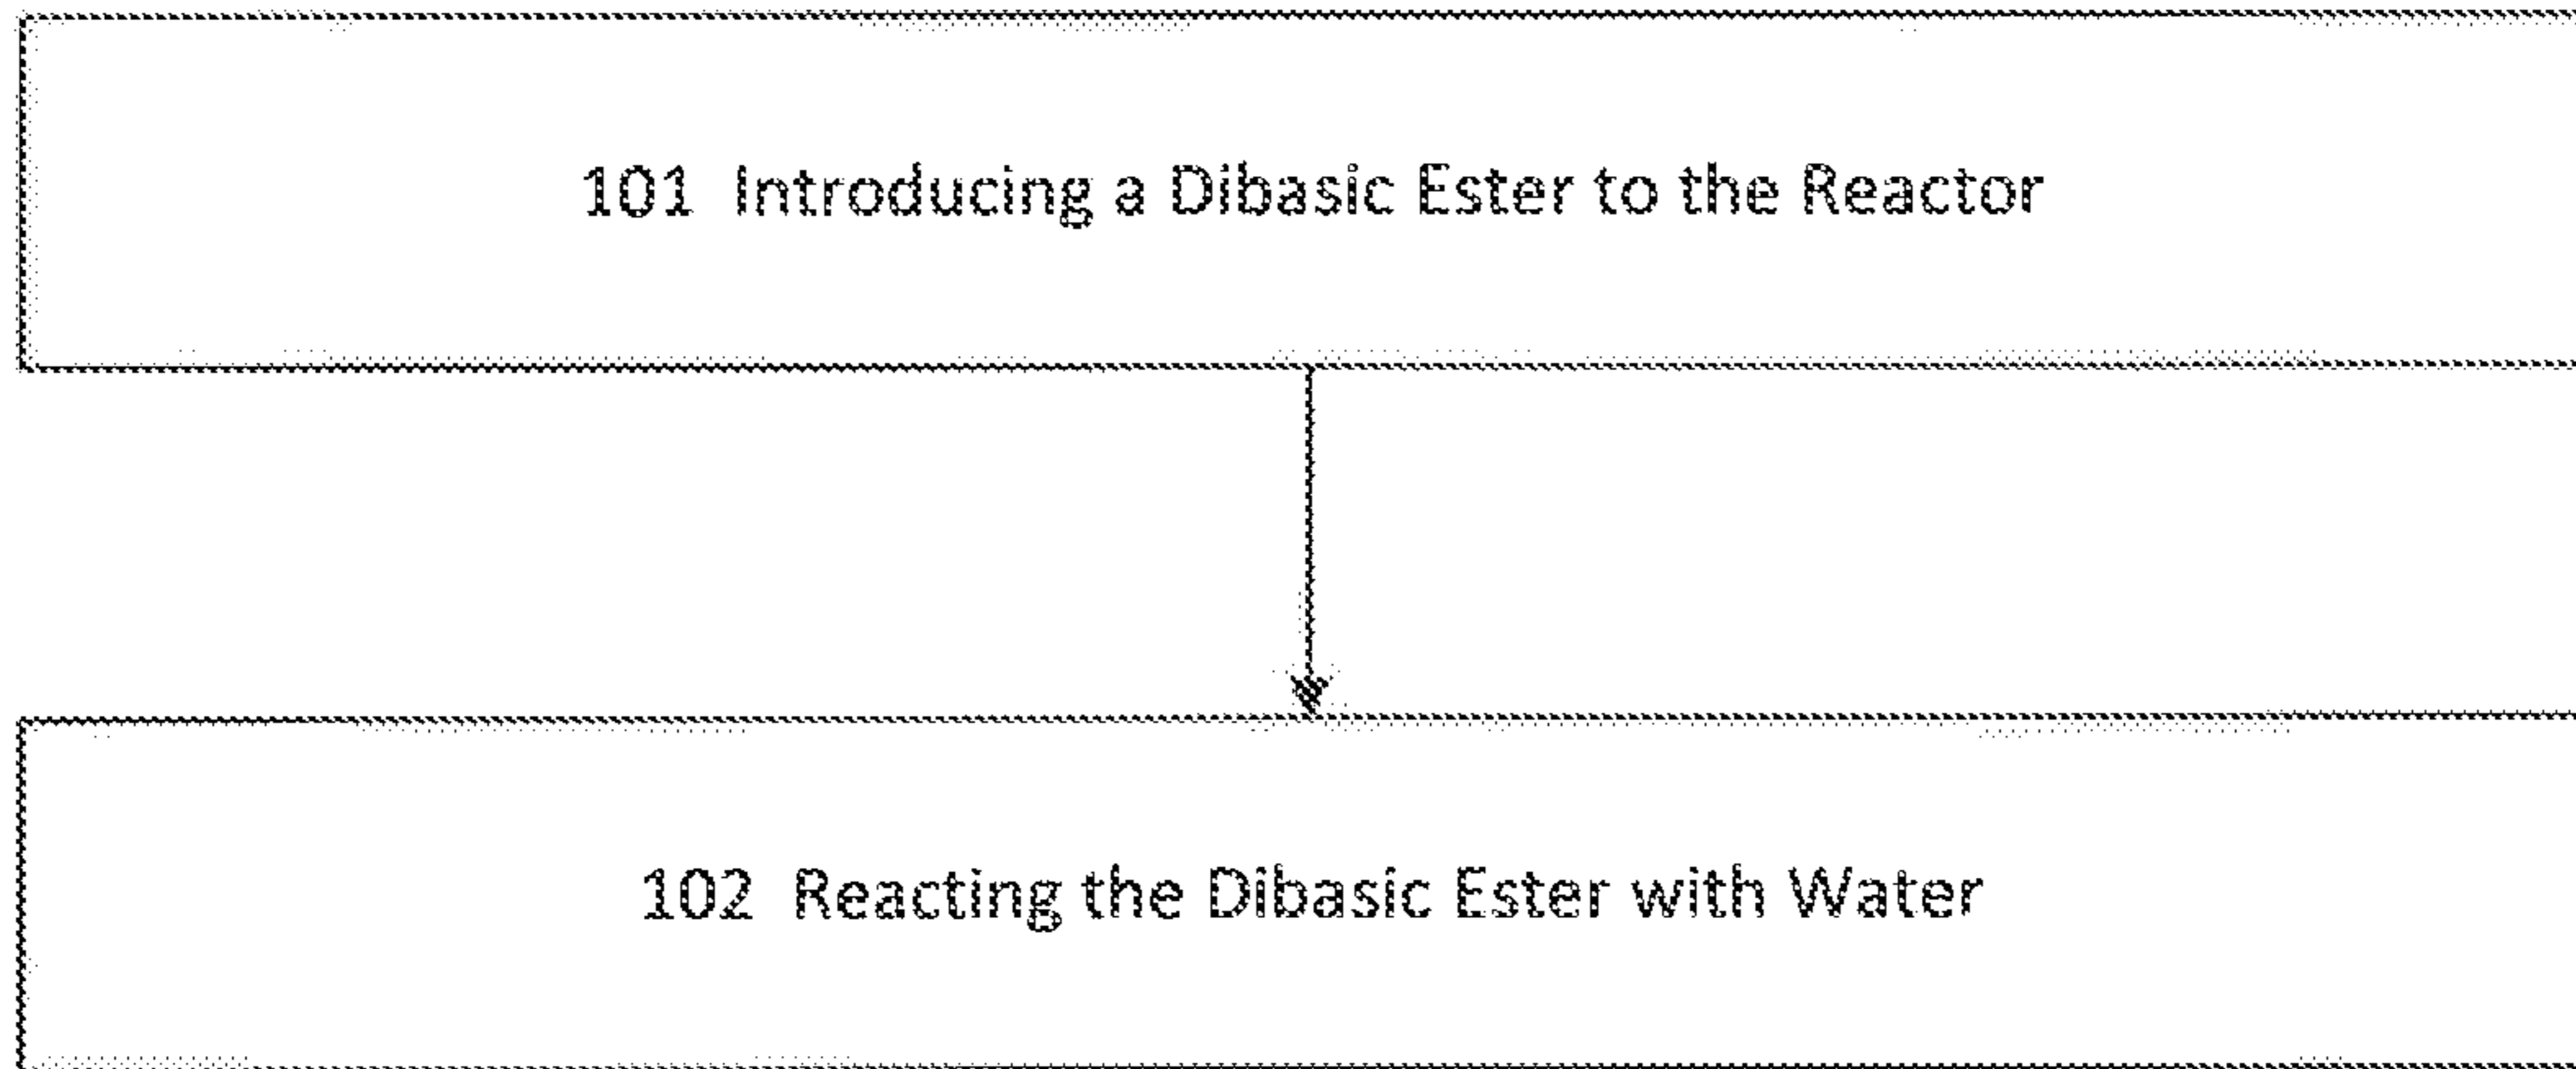 101 Introducing a Dibasic Ester to the Reactor
102 Reacting the Dibasic Ester with Water